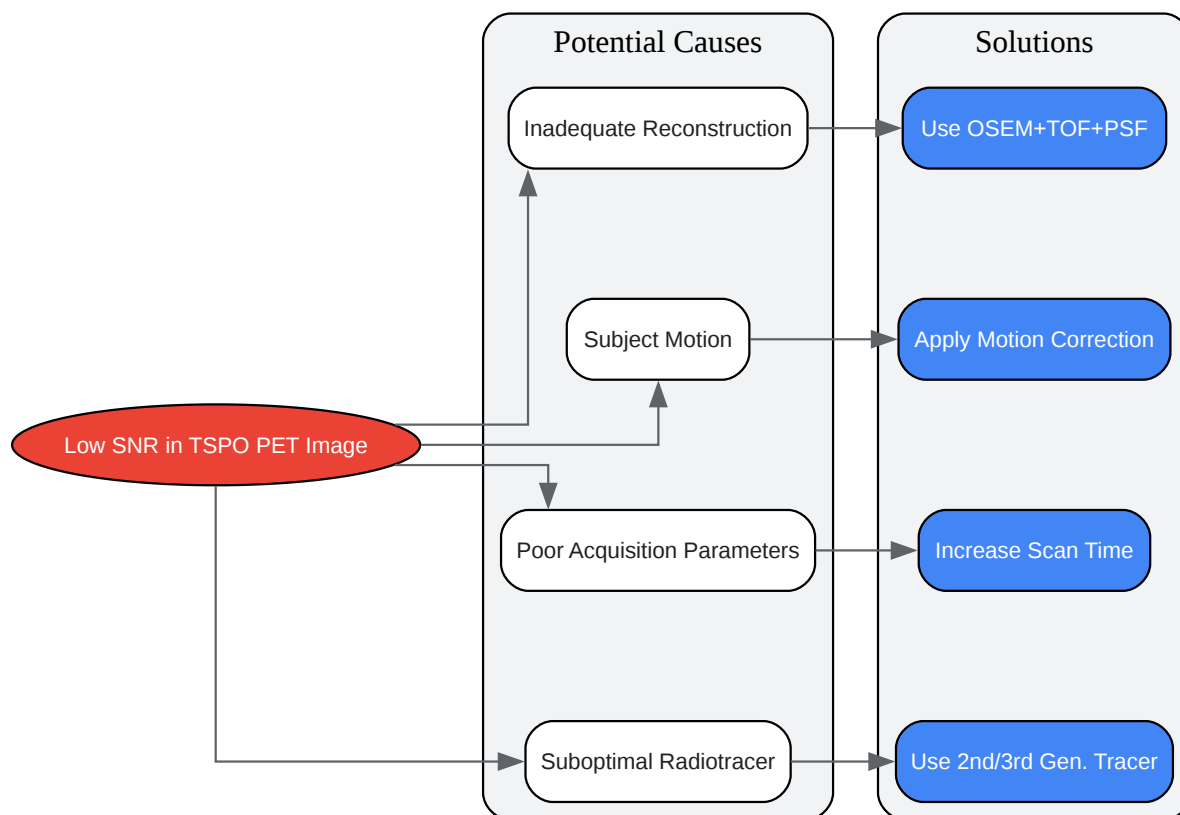 Potential Causes
Solutions
Inadequate Reconstruction
Use OSEM+TOF+PSF
Subject Motion
Apply Motion Correction
Low SNR in TSPO PET Image
Poor Acquisition Parameters
Increase Scan Time
Suboptimal Radiotracer
Use 2nd/3rd Gen. Tracer